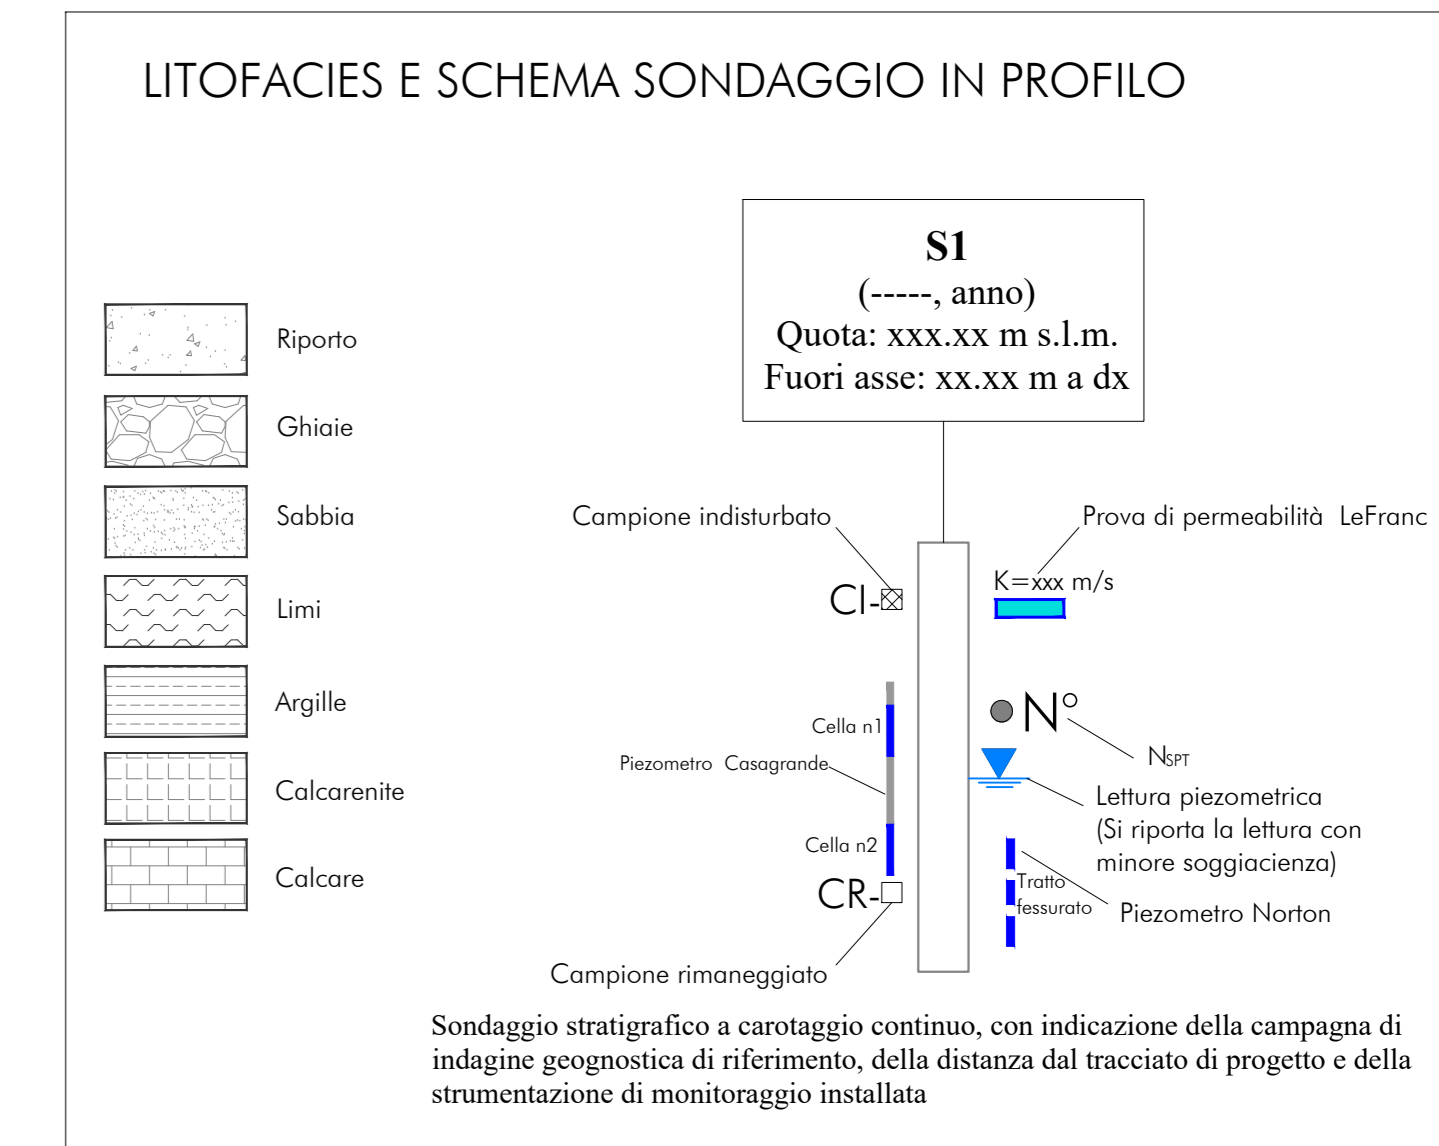 LITOFACIES E SCHEMA SONDAGGIO IN PROFILO
S1
(-----, anno)
Quota: xxx.xx m s.l.m.
Fuori asse: xx.xx m a dx
Riporto
Ghiaie
Sabbia
Limi
Argille
Calcarenite
Calcare
Campione indisturbato
CI-
Prova di permeabilità LeFranc
K=xxx m/s
Cella n1
Piezometro Casagrande
Cella n2
CR-
Campione rimaneggiato
N°
NSPT
Lettura piezometrica
(Si riporta la lettura con
minore soggiacienza)
Tratto
fessurato
Piezometro Norton
Sondaggio stratigrafico a carotaggio continuo, con indicazione della campagna di
indagine geognostica di riferimento, della distanza dal tracciato di progetto e della
strumentazione di monitoraggio installata